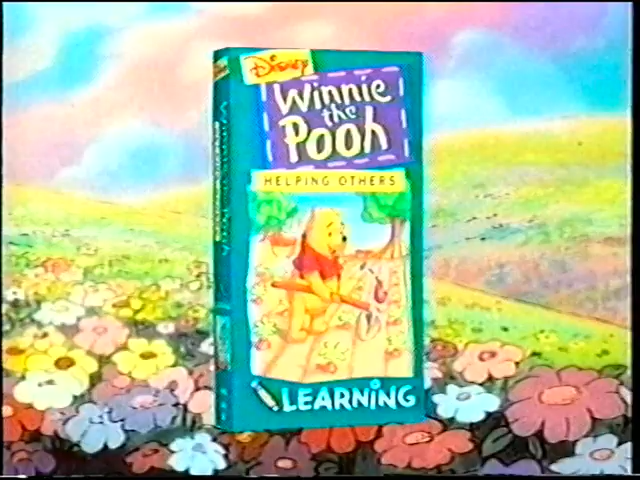 Disney
Winnie
the
Pooh
HELPING OTHERS
LEARNING